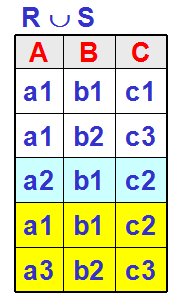 R ∪ S
A B C
a1 b1 c1
a1 b2 c3
a2 b1 c2
a1 b1 c2
a3 b2 c3